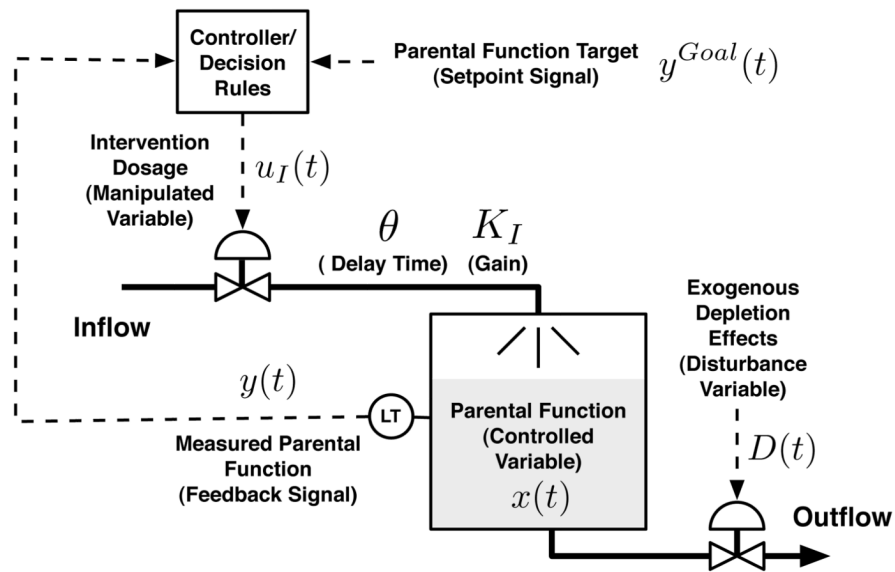 Controller/
Decision
Rules
Parental Function Target
(Setpoint Signal)
y^{Goal}(t)
Intervention
Dosage
(Manipulated
Variable)
u_I(t)
θ
( Delay Time)
K_I
(Gain)
Inflow
Exogenous
Depletion
Effects
(Disturbance
Variable)
y(t)
LT
Measured Parental
Function
(Feedback Signal)
Parental Function
(Controlled
Variable)
x(t)
D(t)
Outflow